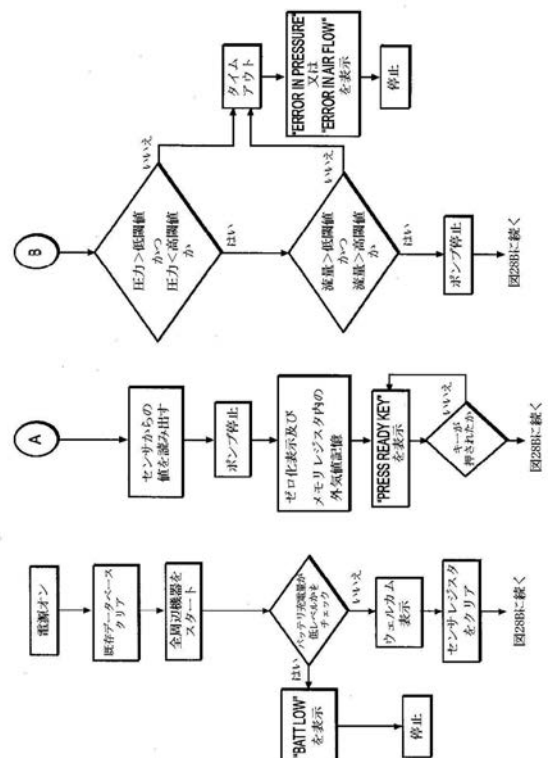 電源オン
既存データベース
クリア
全周辺機器を
スタート
バッテリ充電量が
低レベルかを
チェック
はい
いいえ
"BATT LOW"
を表示
停止
ウェルカム
表示
センサレジスタ
をクリア
図28Bに続く
A
センサからの
値を読み出す
ポンプ停止
ゼロ化表示及び
メモリレジスタ内の
外気値記憶
"PRESS READY KEY"
を表示
キーが
押されたか
いいえ
図28Bに続く
B
圧力＞低閾値
かつ
圧力＜高閾値
か
いいえ
はい
タイム
アウト
"ERROR IN PRESSURE"
又は
"ERROR IN AIR FLOW"
を表示
停止
流量＞低閾値
かつ
流量＞高閾値
か
いいえ
はい
ポンプ停止
図28Bに続く